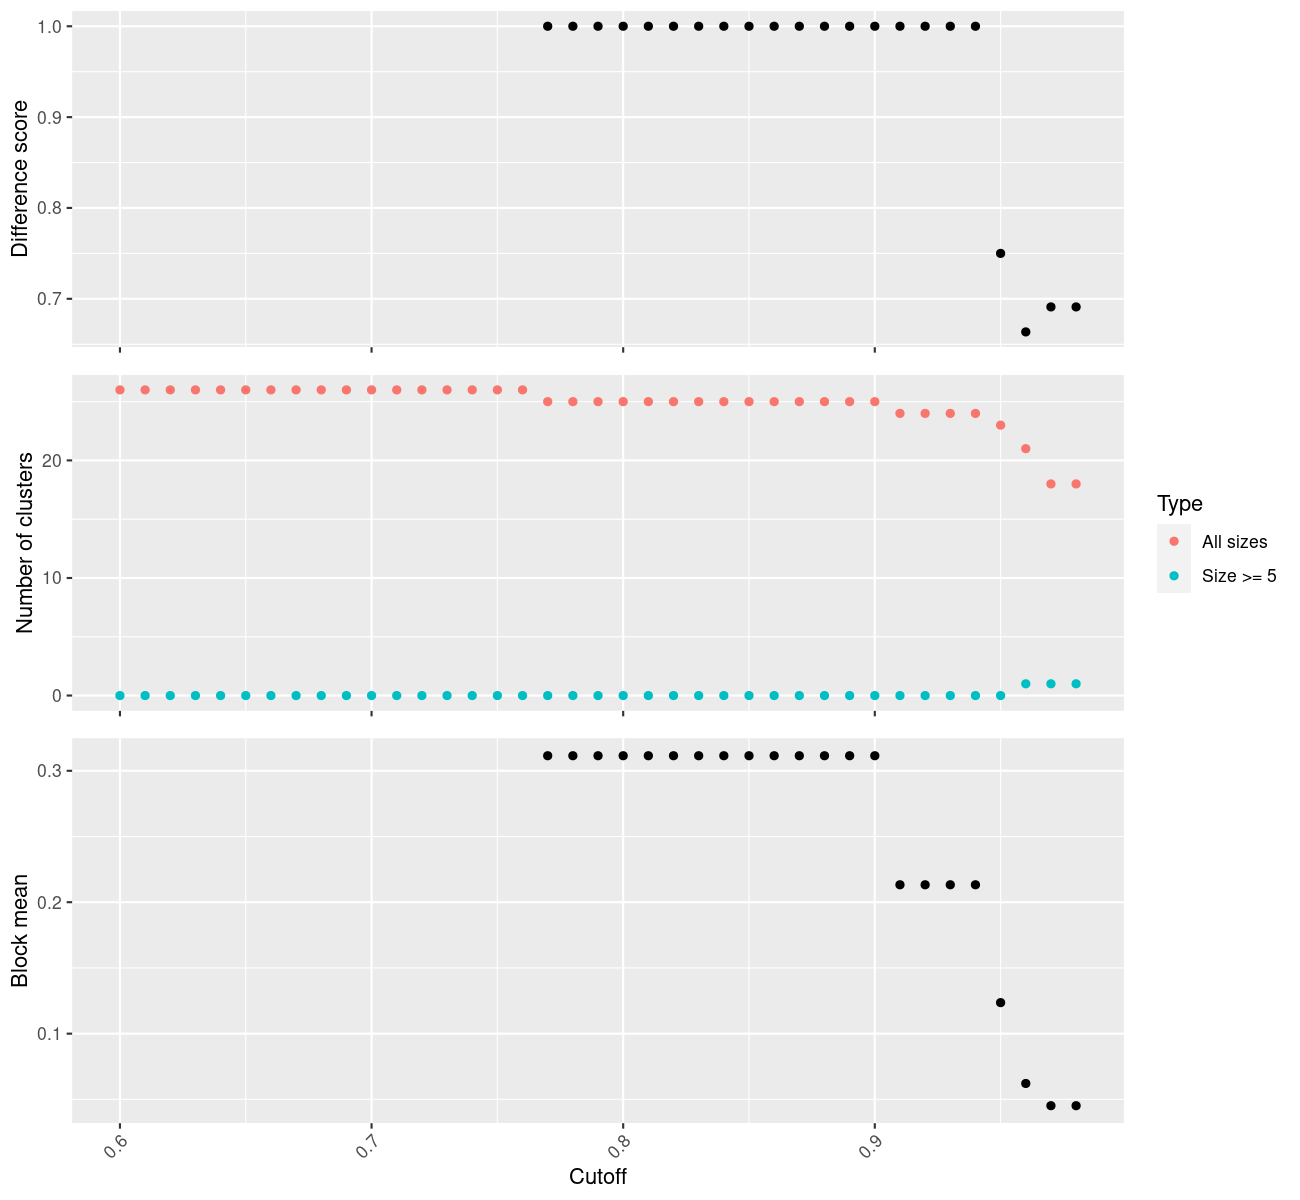 Difference score
1.0
0.9
0.8
0.7
Number of clusters
20
10
0
Type
All sizes
Size >= 5
Block mean
0.3
0.2
0.1
0.6
0.7
0.8
0.9
Cutoff